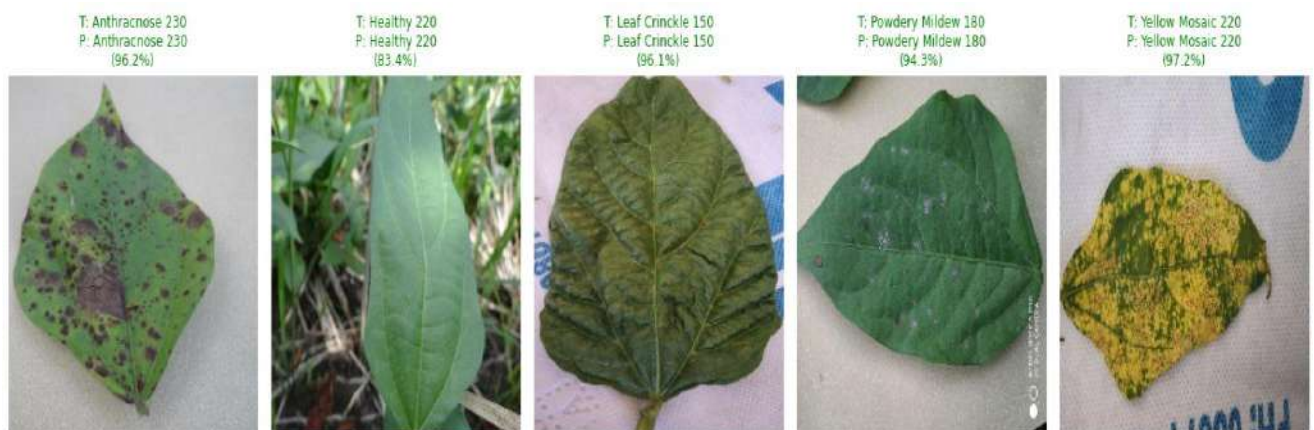 T: Anthracnose 230
P: Anthracnose 230
(96.2%)
T: Healthy 220
P: Healthy 220
(83.4%)
T: Leaf Crinckle 150
P: Leaf Crinckle 150
(96.1%)
T: Powdery Mildew 180
P: Powdery Mildew 180
(94.3%)
T: Yellow Mosaic 220
P: Yellow Mosaic 220
(97.2%)